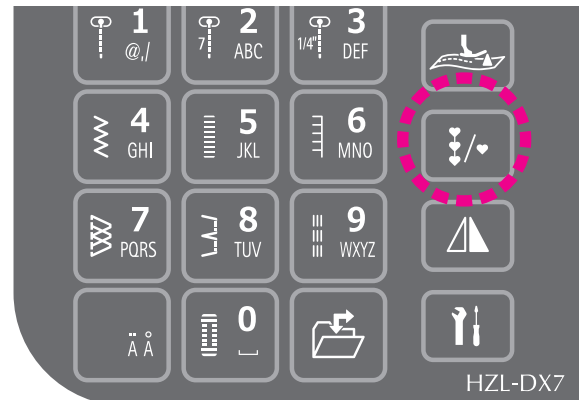 1 2 3
@,/ 7 ABC 1/4" DEF
4 5 6
GHI JKL MNO
7 8 9
PQRS TUV WXYZ
/
0
Ä Å ␣
HZL-DX7